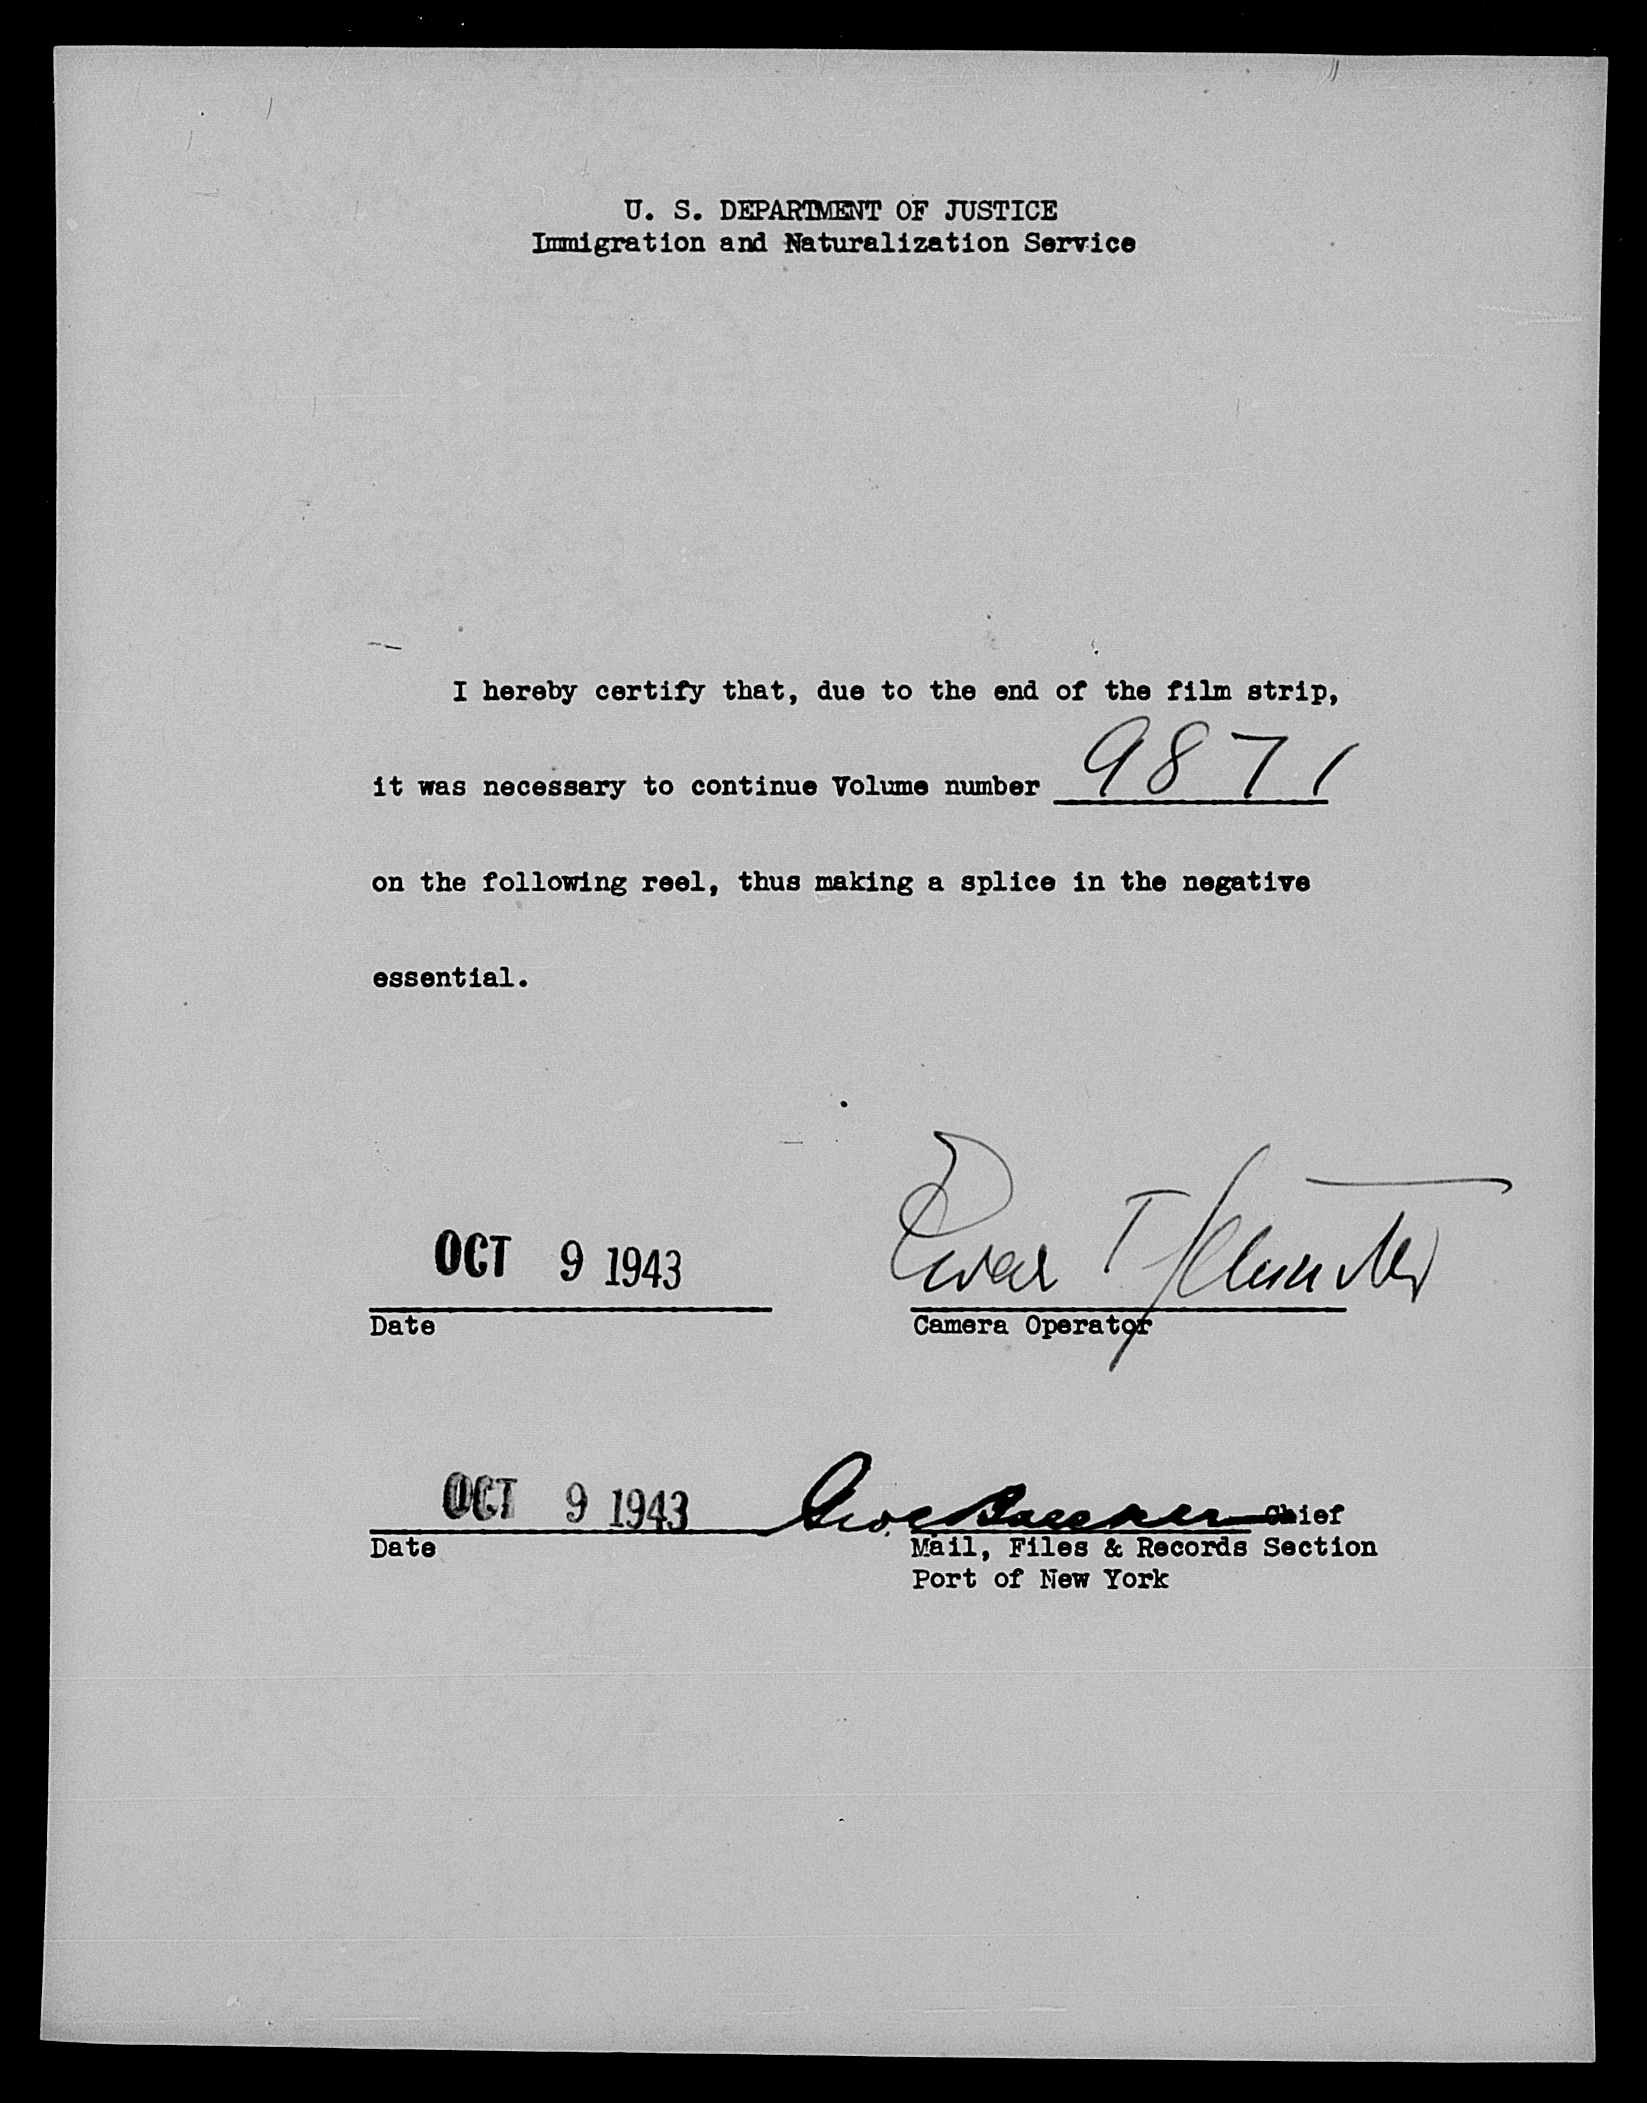 U. S. DEPARTMENT OF JUSTICE
Immigration and Naturalization Service
I hereby certify that, due to the end of the film strip,
it was necessary to continue Volume number 9871
on the following reel, thus making a splice in the negative
essential.
OCT 9 1943
Date
Camera Operator
OCT 9 1943
Chief
Date
Mail, Files & Records Section
Port of New York